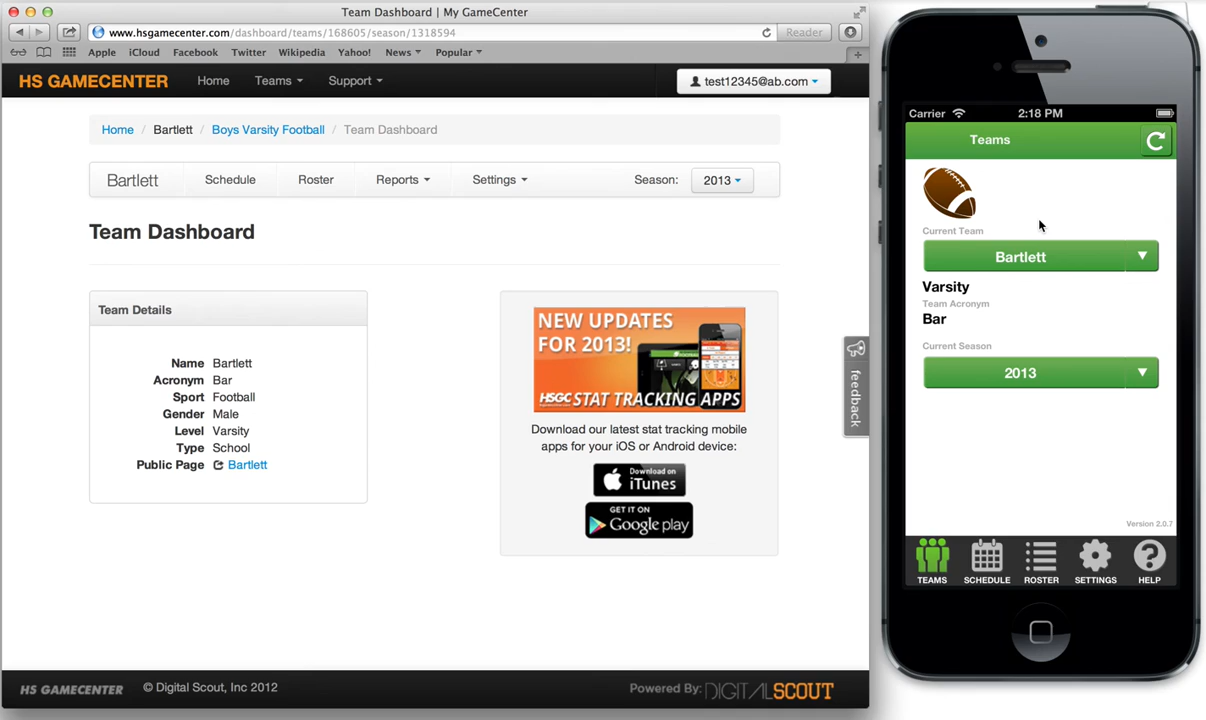 Team Dashboard | My GameCenter
www.hsgamecenter.com/dashboard/teams/168605/season/1318594
Reader
Apple iCloud Facebook Twitter Wikipedia Yahoo! News Popular
HS GAMECENTER Home Teams Support test12345@ab.com
Home / Bartlett / Boys Varsity Football / Team Dashboard
Bartlett Schedule Roster Reports Settings Season: 2013
Team Dashboard
Team Details
Name Bartlett
Acronym Bar
Sport Football
Gender Male
Level Varsity
Type School
Public Page Bartlett
NEW UPDATES
FOR 2013!
HSGC STAT TRACKING APPS
Download our latest stat tracking mobile
apps for your iOS or Android device:
Download on
iTunes
GET IT ON
Google play
feedback
HS GAMECENTER © Digital Scout, Inc 2012
Powered By: DIGITALSCOUT
Carrier 2:18 PM
Teams
Current Team
Bartlett
Varsity
Team Acronym
Bar
Current Season
2013
Version 2.0.7
TEAMS SCHEDULE ROSTER SETTINGS HELP